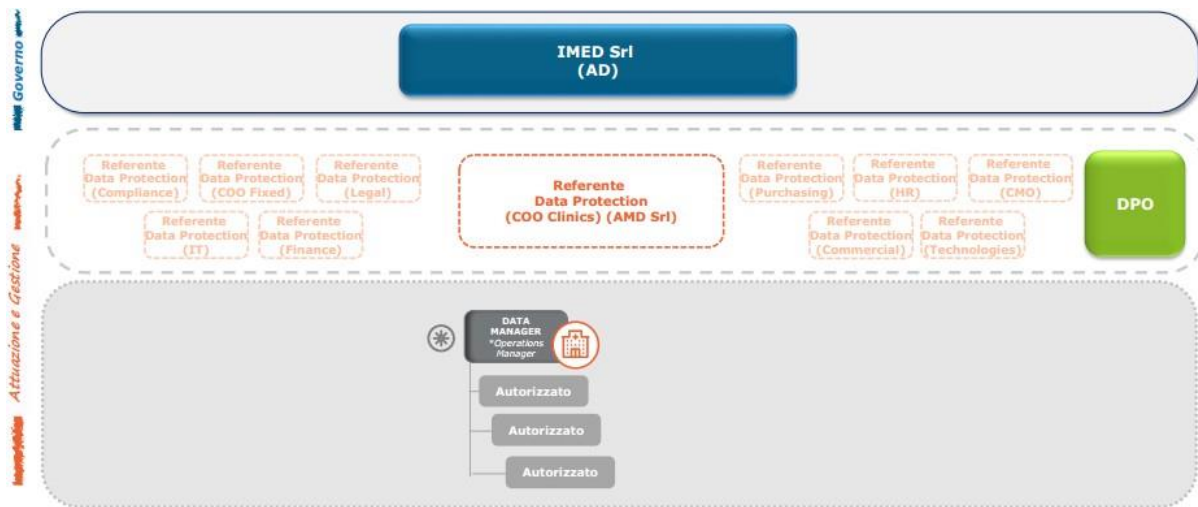 Governo
IMED Srl
(AD)
Attuazione e Gestione
Referente
Data Protection
(Compliance)
Referente
Data Protection
(COO Fixed)
Referente
Data Protection
(Legal)
Referente
Data Protection
(IT)
Referente
Data Protection
(Finance)
Referente
Data Protection
(COO Clinics) (AMD Srl)
Referente
Data Protection
(Purchasing)
Referente
Data Protection
(HR)
Referente
Data Protection
(CMO)
Referente
Data Protection
(Commercial)
Referente
Data Protection
(Technologies)
DPO
DATA
MANAGER
*Operations
Manager
Autorizzato
Autorizzato
Autorizzato